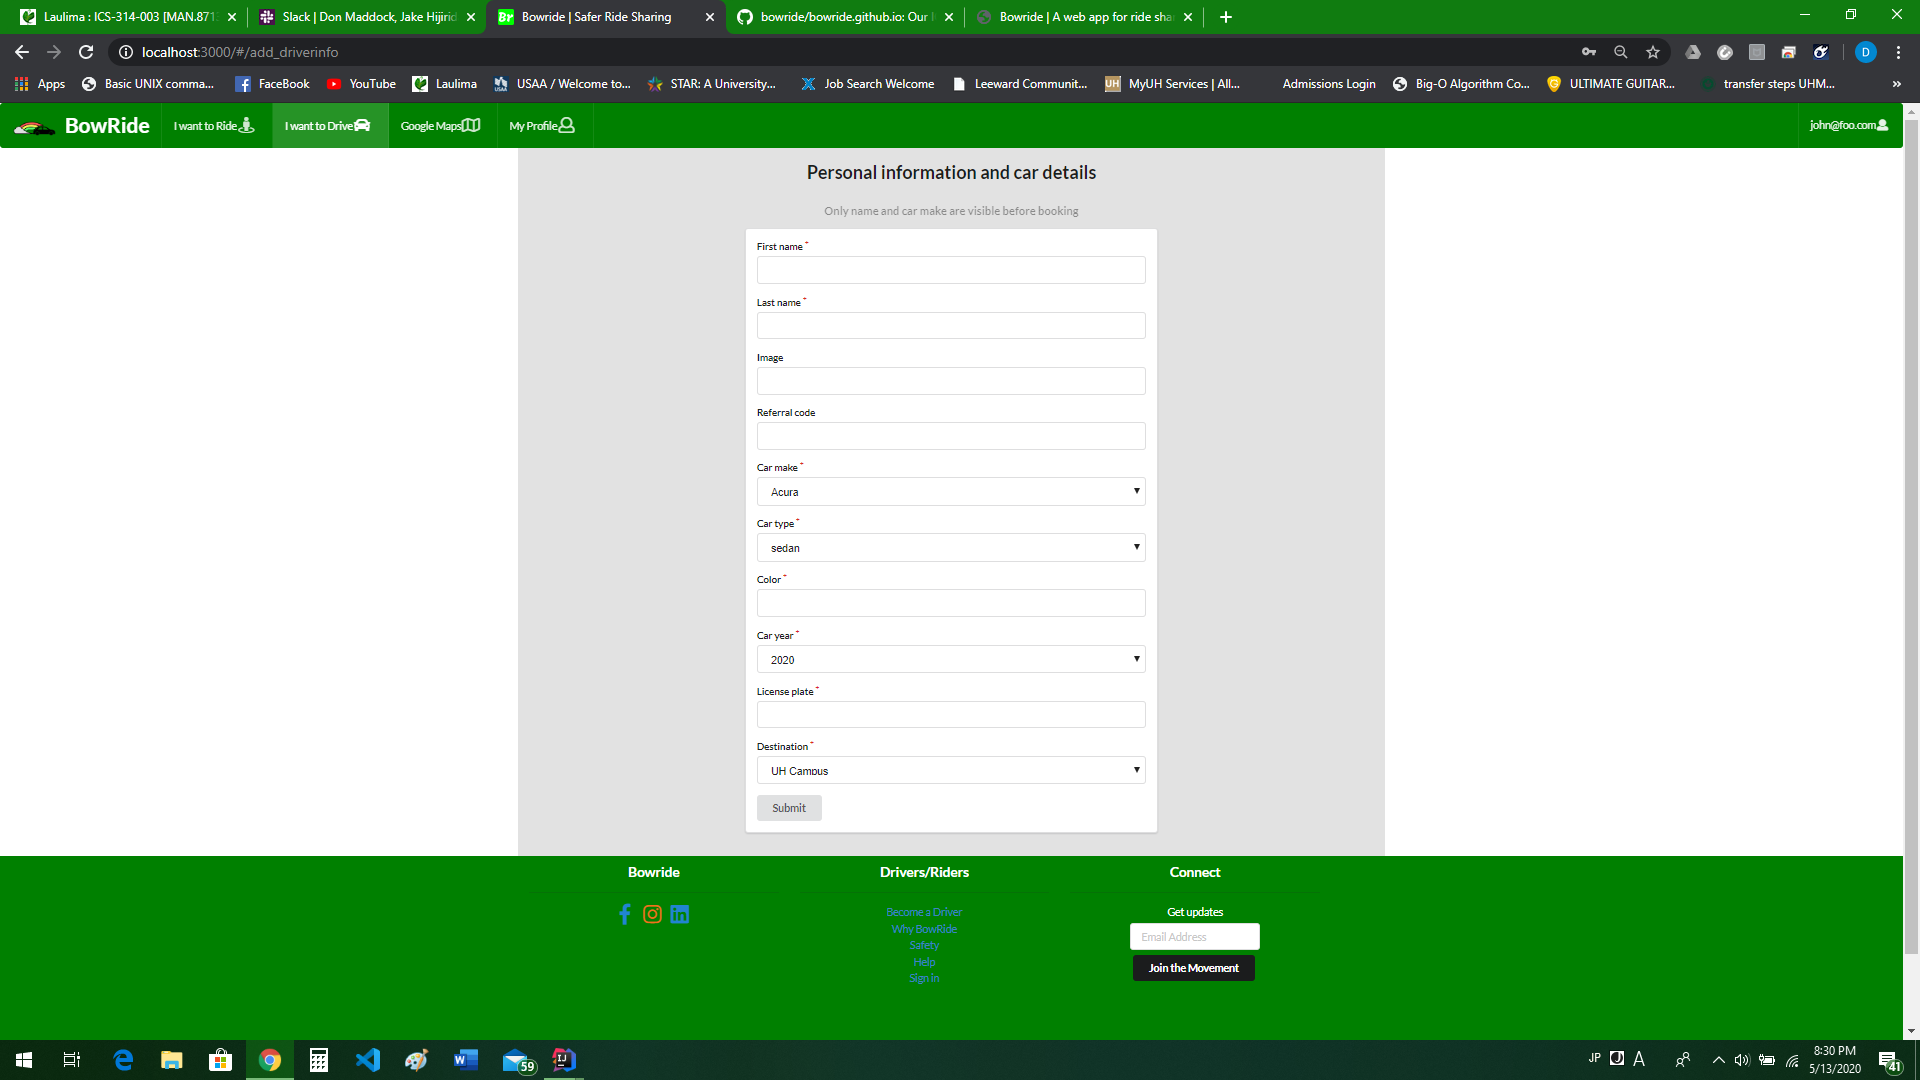 Laulima : ICS-314-003 [MAN.871
Slack | Don Maddock, Jake Hijirid
Bowride | Safer Ride Sharing
bowride/bowride.github.io: Our
Bowride | A web app for ride sha
localhost:3000/#/add_driverinfo
D
Apps
Basic UNIX comma...
FaceBook
YouTube
Laulima
USAA / Welcome to...
STAR: A University...
Job Search Welcome
Leeward Communit...
UH
MyUH Services | All...
Admissions Login
Big-O Algorithm Co...
ULTIMATE GUITAR...
transfer steps UHM...
»
BowRide
I want to Ride
I want to Drive
Google Maps
My Profile
john@foo.com
Personal information and car details
Only name and car make are visible before booking
First name *
Last name *
Image
Referral code
Car make *
Acura
Car type *
sedan
Color *
Car year *
2020
License plate *
Destination *
UH Campus
Submit
Bowride
Drivers/Riders
Become a Driver
Why BowRide
Safety
Help
Sign in
Connect
Get updates
Email Address
Join the Movement
59
JP
A
8:30 PM
5/13/2020
41